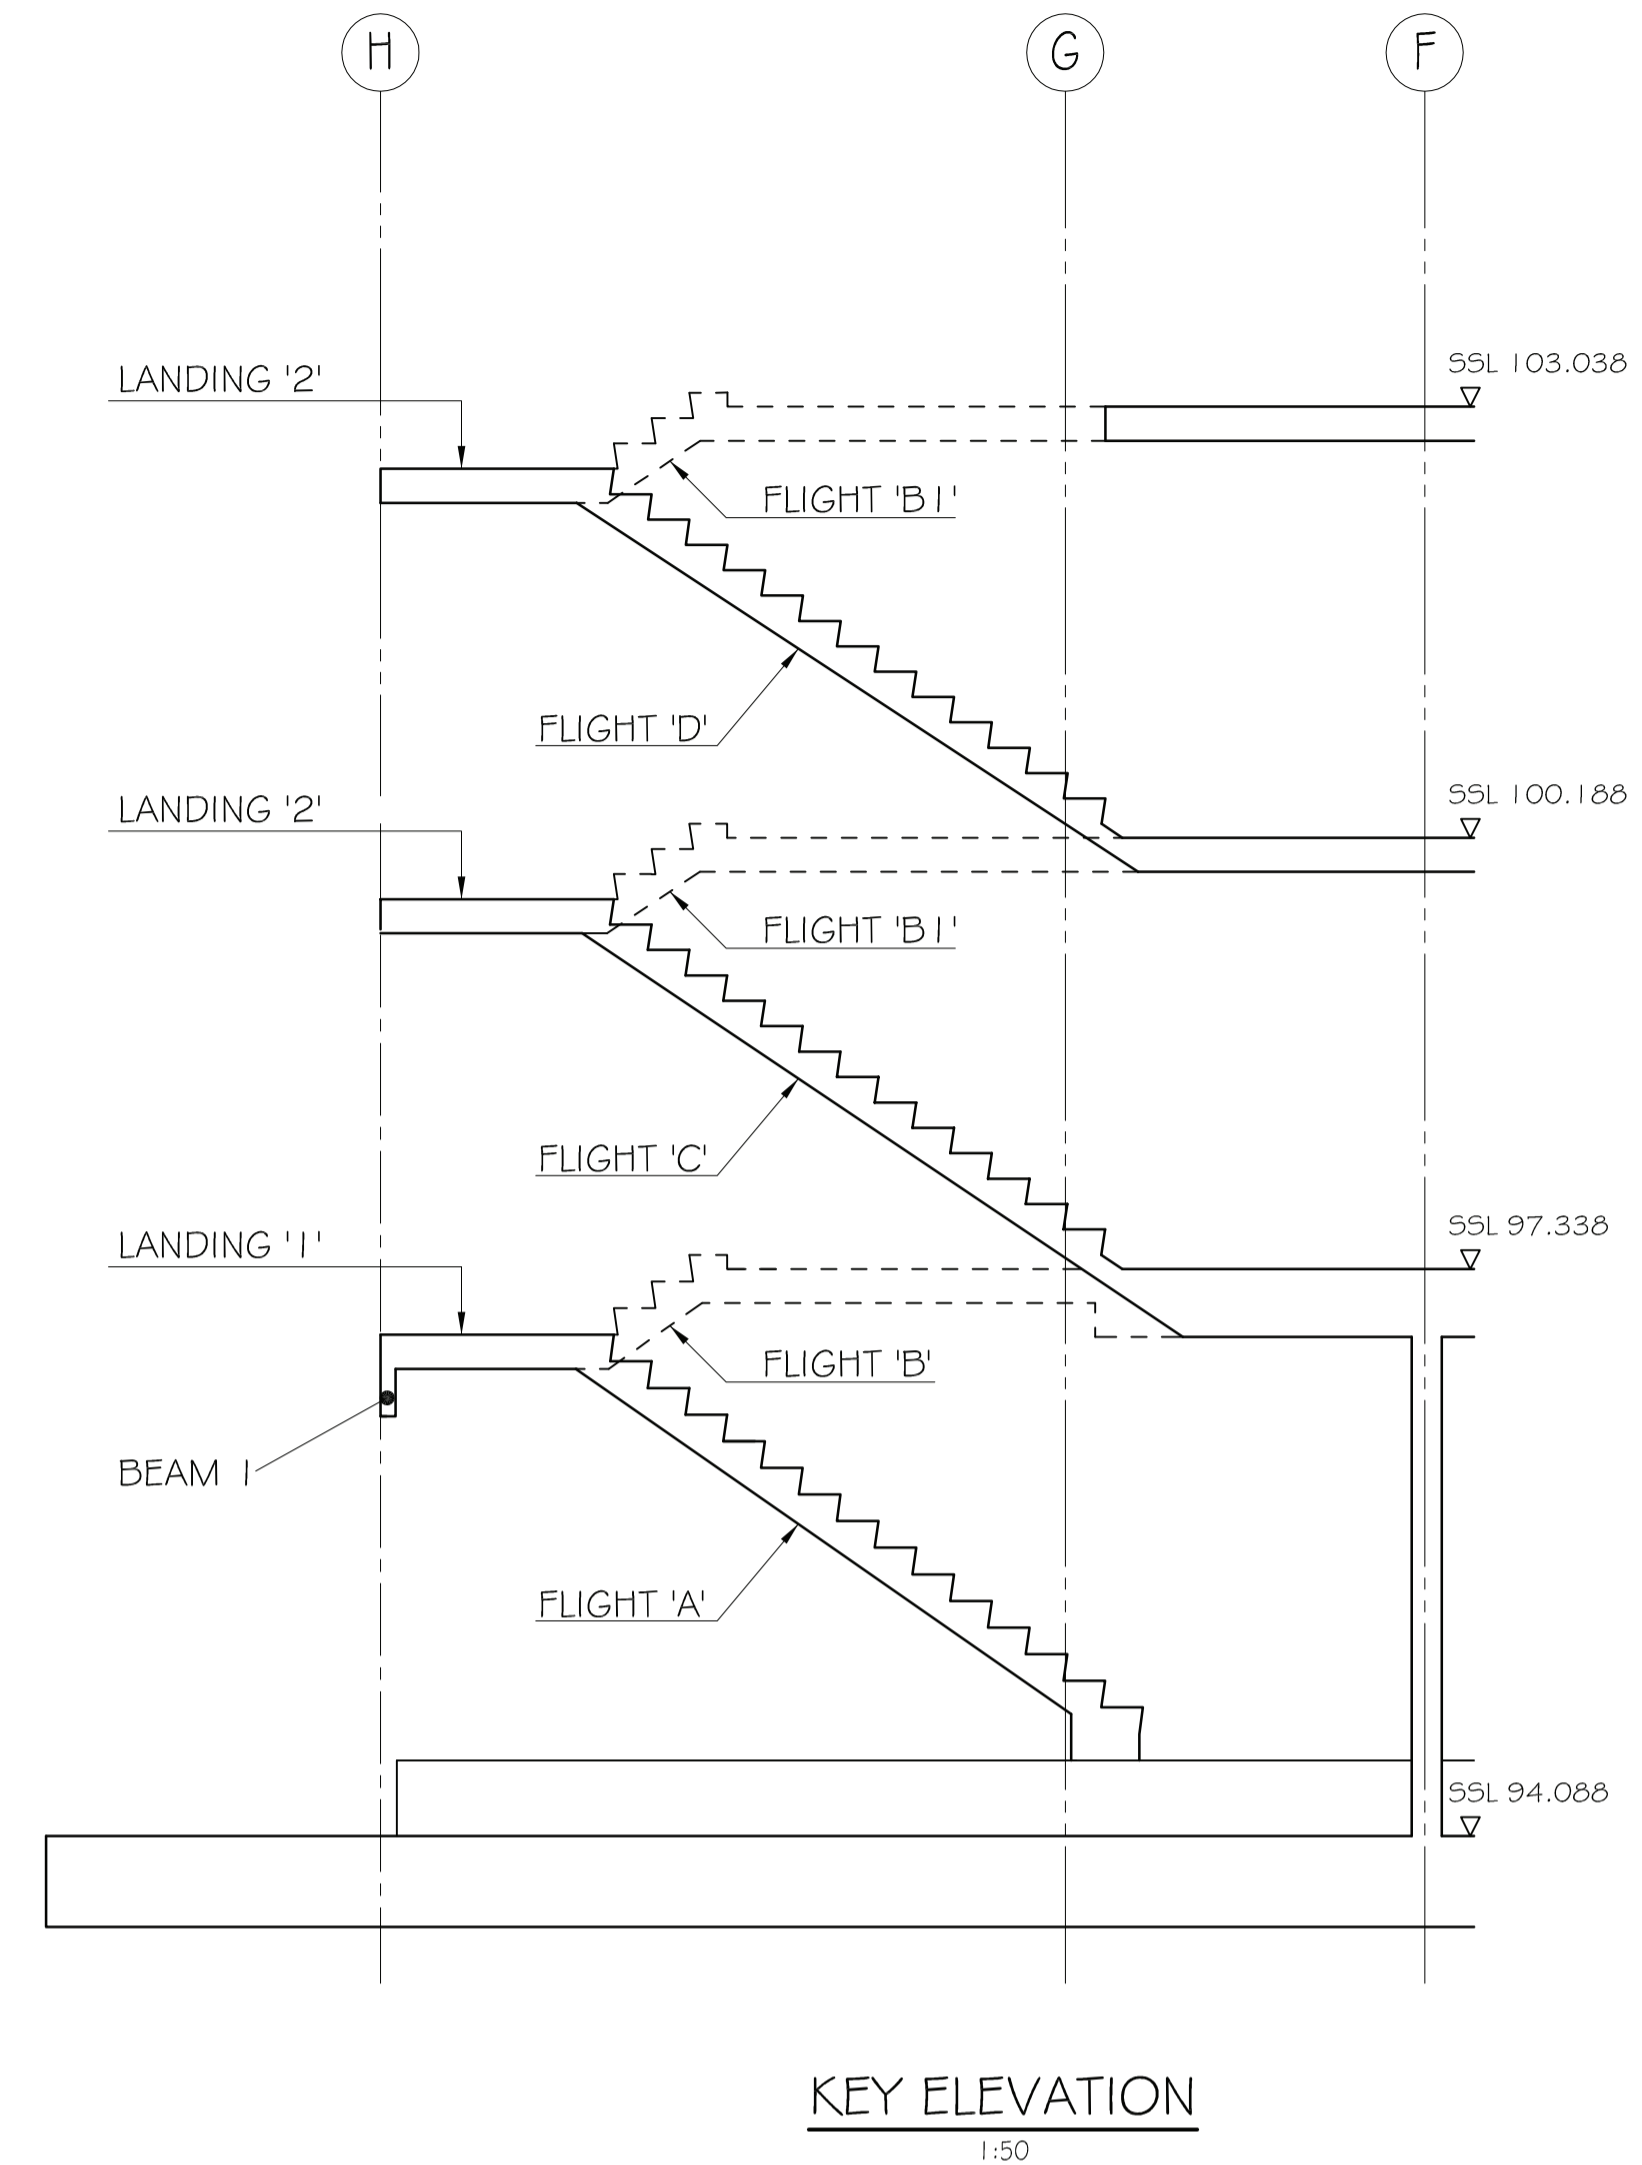 H
G
F
SSL 103.038
LANDING '2'
FLIGHT 'B1'
FLIGHT 'D'
SSL 100.188
LANDING '2'
FLIGHT 'B1'
FLIGHT 'C'
SSL 97.338
LANDING '1'
FLIGHT 'B'
BEAM 1
FLIGHT 'A'
SSL 94.088
KEY ELEVATION
1:50